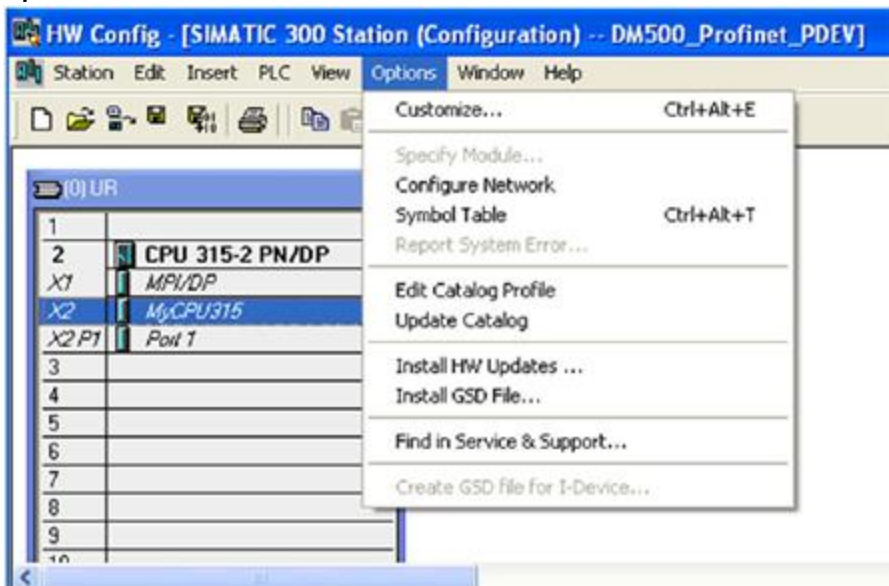 HW Config - [SIMATIC 300 Station (Configuration) -- DM500_Profinet_PDEV]
Station Edit Insert PLC View Options Window Help
Customize... Ctrl+Alt+E
Specify Module...
Configure Network
Symbol Table Ctrl+Alt+T
Report System Error...
Edit Catalog Profile
Update Catalog
Install HW Updates ...
Install GSD File...
Find in Service & Support...
Create GSD file for I-Device...
(0) UR
1
2 CPU 315-2 PN/DP
X1 MPI/DP
X2 MyCPU315
X2 P1 Port 1
3
4
5
6
7
8
9
10